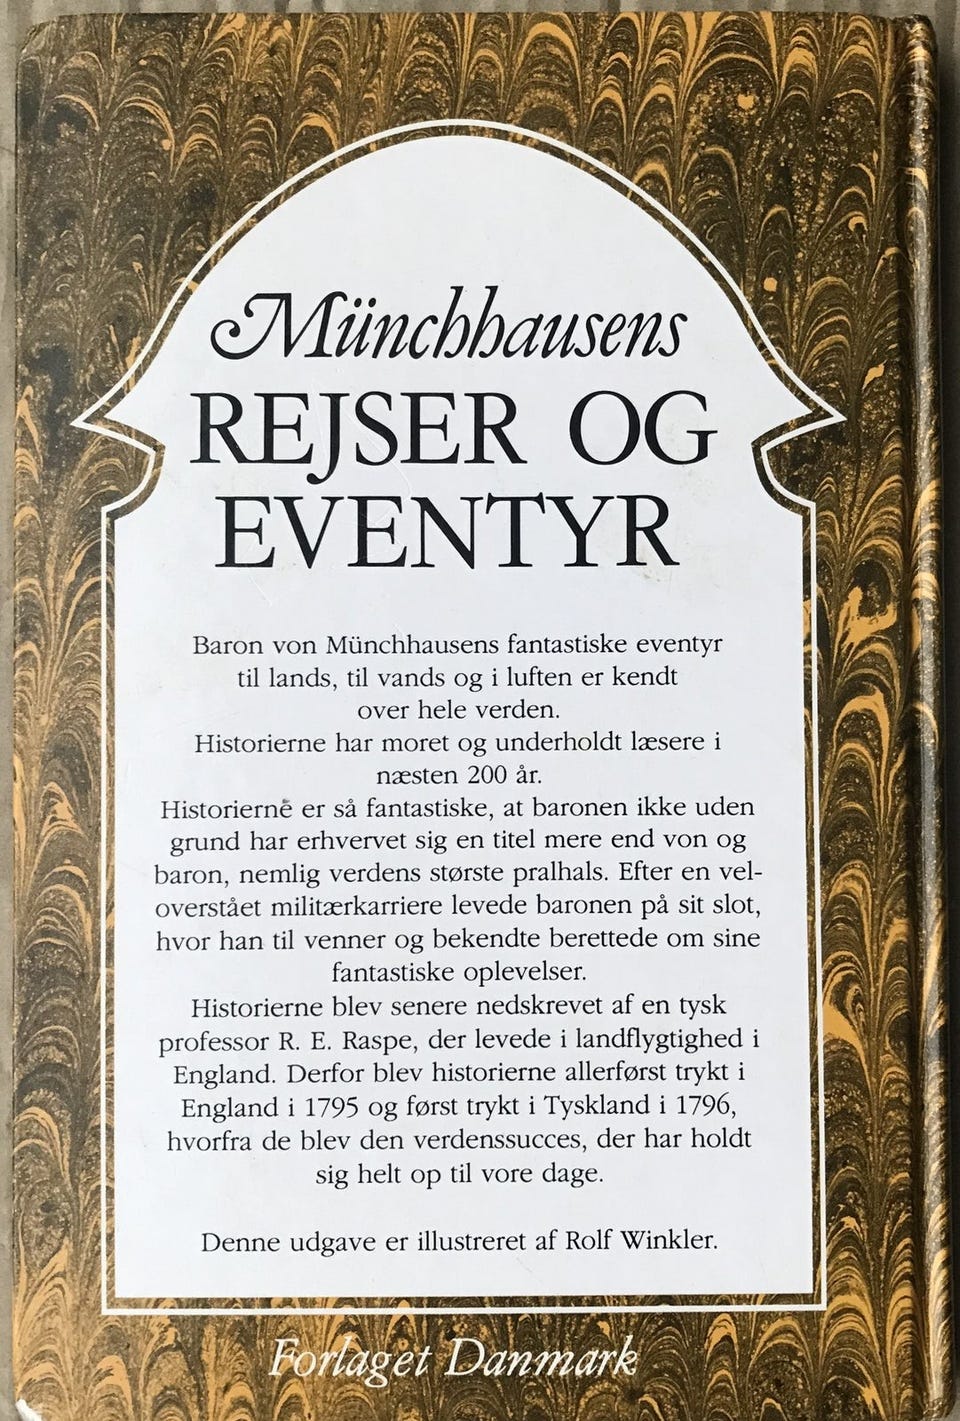 Münchhausens
REJSER OG
EVENTYR
Baron von Münchhausens fantastiske eventyr
til lands, til vands og i luften er kendt
over hele verden.
Historierne har moret og underholdt læsere i
næsten 200 år.
Historierne er så fantastiske, at baronen ikke uden
grund har erhvervet sig en titel mere end von og
baron, nemlig verdens største pralhals. Efter en vel-
overstået militærkarriere levede baronen på sit slot,
hvor han til venner og bekendte berettede om sine
fantastiske oplevelser.
Historierne blev senere nedskrevet af en tysk
professor R. E. Raspe, der levede i landflygtighed i
England. Derfor blev historierne allerførst trykt i
England i 1795 og først trykt i Tyskland i 1796,
hvorfra de blev den verdenssucces, der har holdt
sig helt op til vore dage.
Denne udgave er illustreret af Rolf Winkler.
Forlaget Danmark